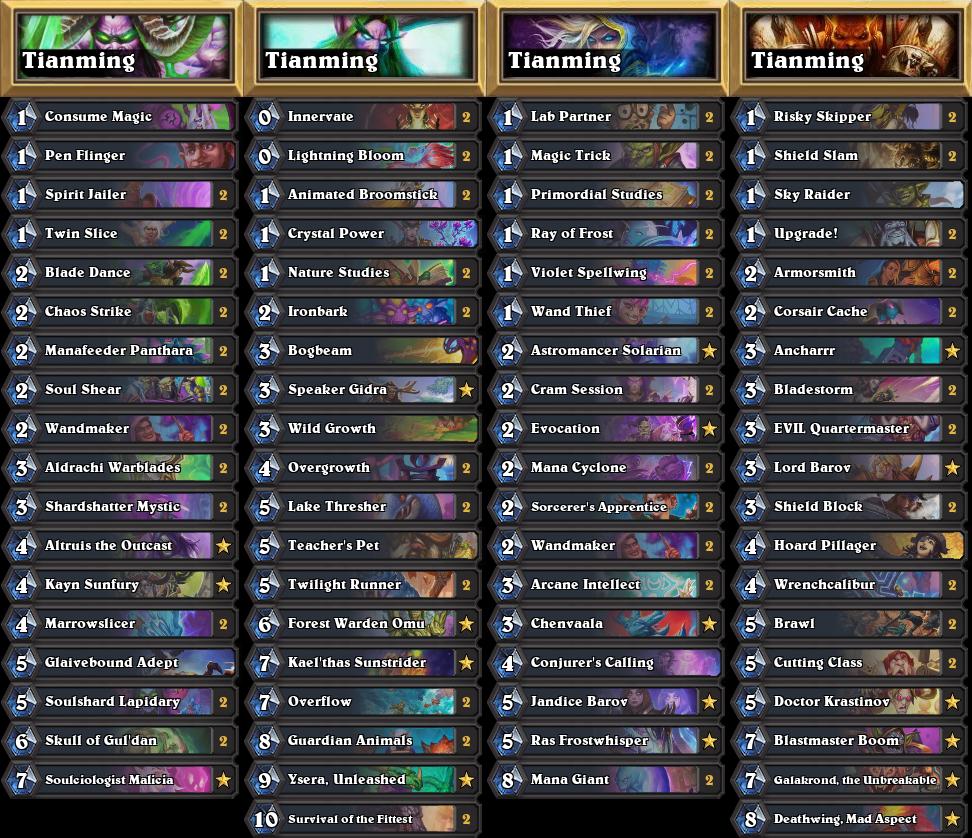 Tianming
1 Consume Magic
1 Pen Flinger
1 Spirit Jailer 2
1 Twin Slice 2
2 Blade Dance 2
2 Chaos Strike 2
2 Manafeeder Panthara 2
2 Soul Shear 2
2 Wandmaker 2
3 Aldrachi Warblades 2
3 Shardshatter Mystic 2
4 Altruis the Outcast
4 Kayn Sunfury
4 Marrowslicer 2
5 Glaivebound Adept
5 Soulshard Lapidary 2
6 Skull of Gul'dan 2
7 Soulciologist Malicia
Tianming
0 Innervate 2
0 Lightning Bloom 2
1 Animated Broomstick 2
1 Crystal Power
1 Nature Studies 2
2 Ironbark 2
3 Bogbeam
3 Speaker Gidra
3 Wild Growth
4 Overgrowth 2
5 Lake Thresher 2
5 Teacher's Pet
5 Twilight Runner 2
6 Forest Warden Omu
7 Kael'thas Sunstrider
7 Overflow 2
8 Guardian Animals 2
9 Ysera, Unleashed
10 Survival of the Fittest 2
Tianming
1 Lab Partner 2
1 Magic Trick 2
1 Primordial Studies 2
1 Ray of Frost 2
1 Violet Spellwing 2
1 Wand Thief 2
2 Astromancer Solarian
2 Cram Session 2
2 Evocation
2 Mana Cyclone 2
2 Sorcerer's Apprentice 2
2 Wandmaker 2
3 Arcane Intellect 2
3 Chenvaala
4 Conjurer's Calling
5 Jandice Barov
5 Ras Frostwhisper
8 Mana Giant 2
Tianming
1 Risky Skipper 2
1 Shield Slam 2
1 Sky Raider
1 Upgrade! 2
2 Armorsmith 2
2 Corsair Cache 2
3 Ancharrr
3 Bladestorm 2
3 EVIL Quartermaster 2
3 Lord Barov
3 Shield Block 2
4 Hoard Pillager
4 Wrenchcalibur 2
5 Brawl 2
5 Cutting Class 2
5 Doctor Krastinov
7 Blastmaster Boom
7 Galakrond, the Unbreakable
8 Deathwing, Mad Aspect